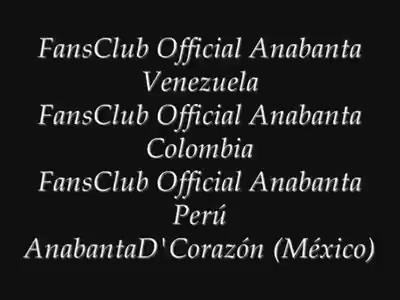 FansClub Official Anabanta
Venezuela
FansClub Official Anabanta
Colombia
FansClub Official Anabanta
Perú
AnabantaD'Corazón (México)